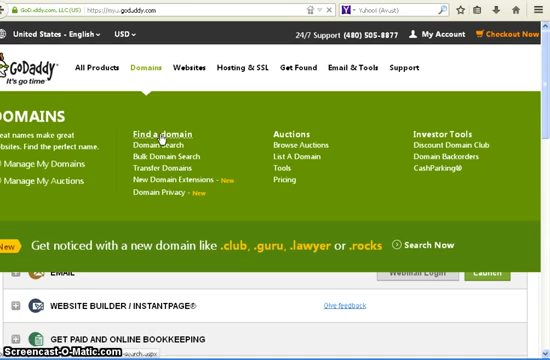 GoDaddy.com, LLC (US) https://mya.godaddy.com Yahoo! (Avast)
United States - English USD 24/7 Support (480) 505-8877 My Account Checkout Now
GoDaddy
It's go time
All Products Domains Websites Hosting & SSL Get Found Email & Tools Support
DOMAINS
eat names make great
ebsites. Find the perfect name.
Manage My Domains
Manage My Auctions
Find a domain
Domain Search
Bulk Domain Search
Transfer Domains
New Domain Extensions - New
Domain Privacy - New
Auctions
Browse Auctions
List A Domain
Tools
Pricing
Investor Tools
Discount Domain Club
Domain Backorders
CashParking®
New Get noticed with a new domain like .club, .guru, .lawyer or .rocks Search Now
EMAIL Webmail Login Launch
WEBSITE BUILDER / INSTANTPAGE® Give feedback
GET PAID AND ONLINE BOOKKEEPING
Screencast-O-Matic.com